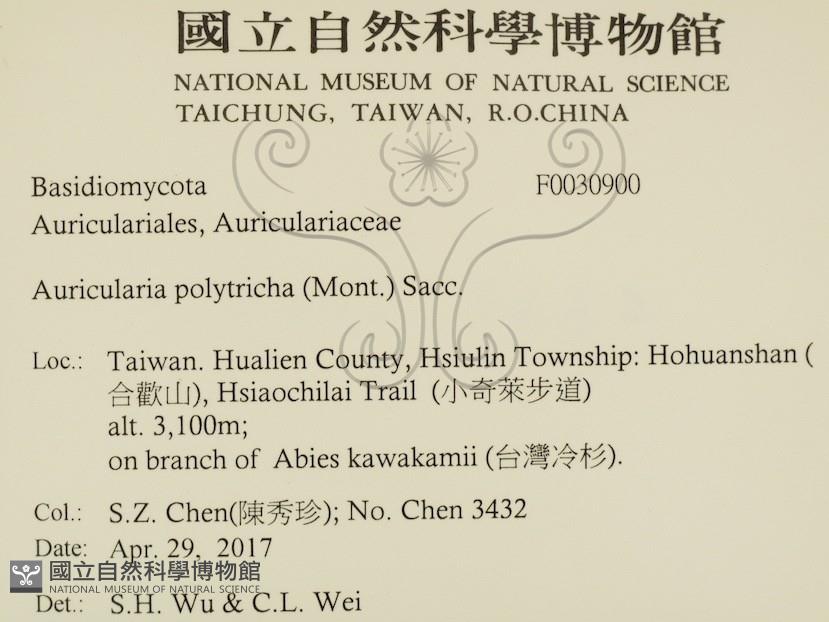 國立自然科學博物館
NATIONAL MUSEUM OF NATURAL SCIENCE
TAICHUNG, TAIWAN, R.O.CHINA
Basidiomycota F0030900
Auriculariales, Auriculariaceae
Auricularia polytricha (Mont.) Sacc.
Loc.: Taiwan. Hualien County, Hsiulin Township: Hohuanshan (
合歡山), Hsiaochilai Trail (小奇萊步道)
alt. 3,100m;
on branch of Abies kawakamii (台灣冷杉).
Col.: S.Z. Chen(陳秀珍); No. Chen 3432
Date: Apr. 29, 2017
國立自然科學博物館
NATIONAL MUSEUM OF NATURAL SCIENCE
Det.: S.H. Wu & C.L. Wei